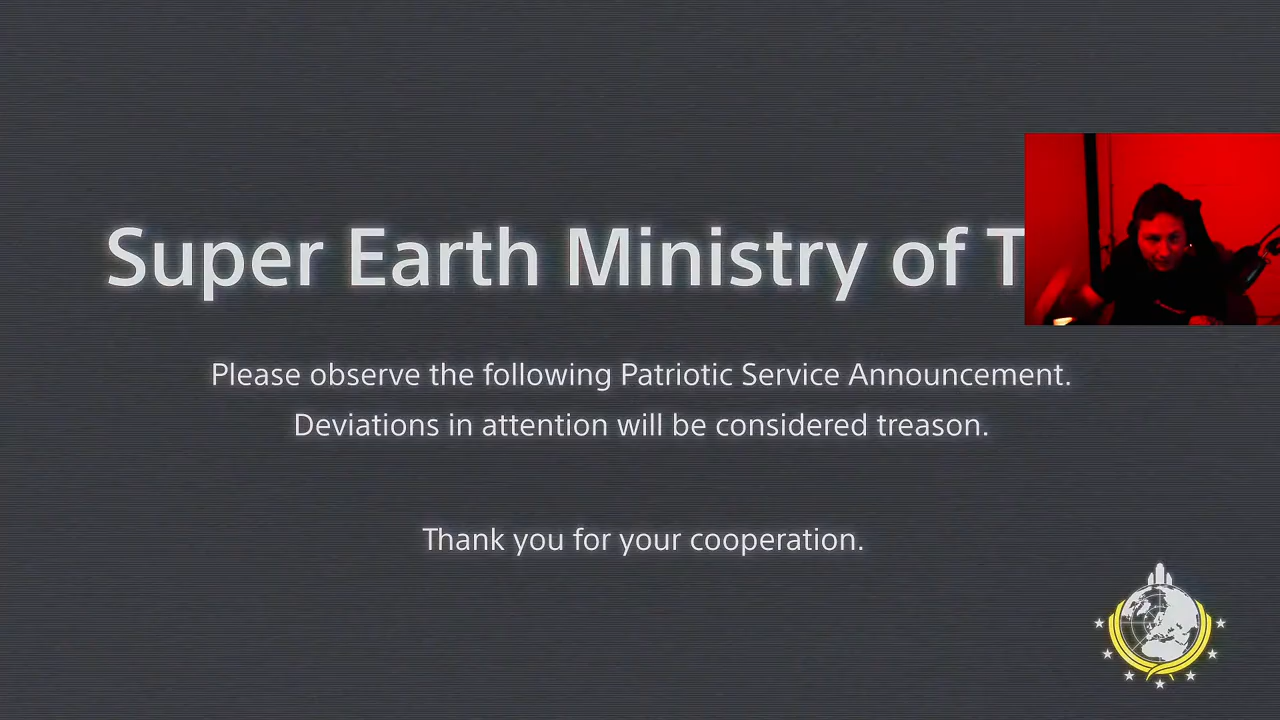 Super Earth Ministry of T
Please observe the following Patriotic Service Announcement.
Deviations in attention will be considered treason.
Thank you for your cooperation.